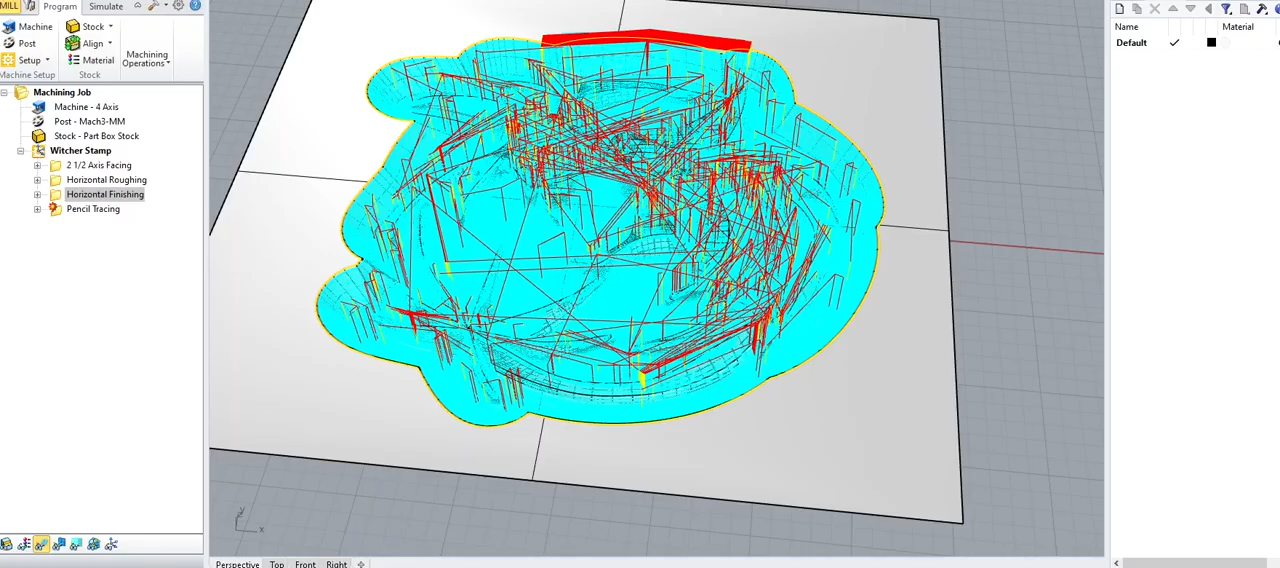 MILL Program Simulate
Machine Stock
Post Align Machining
Operations
Setup Material
Machine Setup Stock
Machining Job
Machine - 4 Axis
Post - Mach3-MM
Stock - Part Box Stock
Witcher Stamp
2 1/2 Axis Facing
Horizontal Roughing
Horizontal Finishing
Pencil Tracing
y
x
Perspective Top Front Right
Name Material
Default